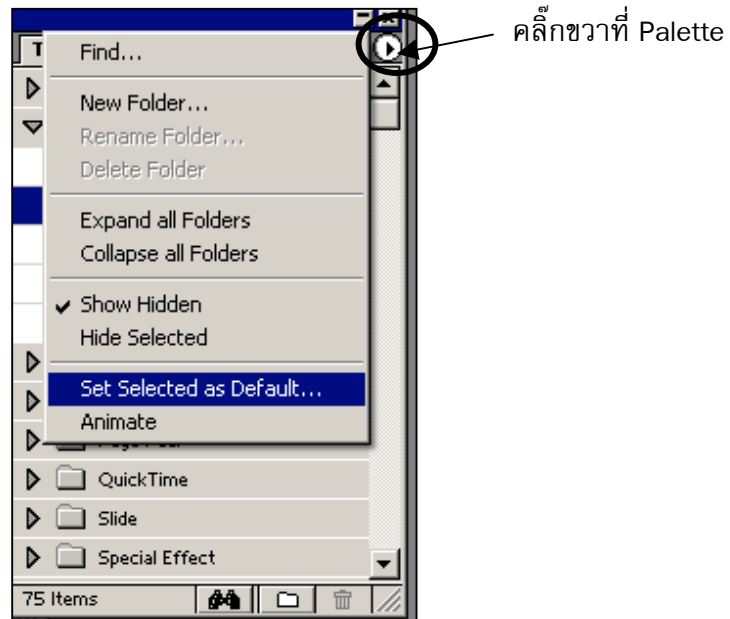 คลิ๊กขวาที่ Palette
T
Find...
New Folder...
Rename Folder...
Delete Folder
Expand all Folders
Collapse all Folders
Show Hidden
Hide Selected
Set Selected as Default...
Animate
QuickTime
Slide
Special Effect
75 Items